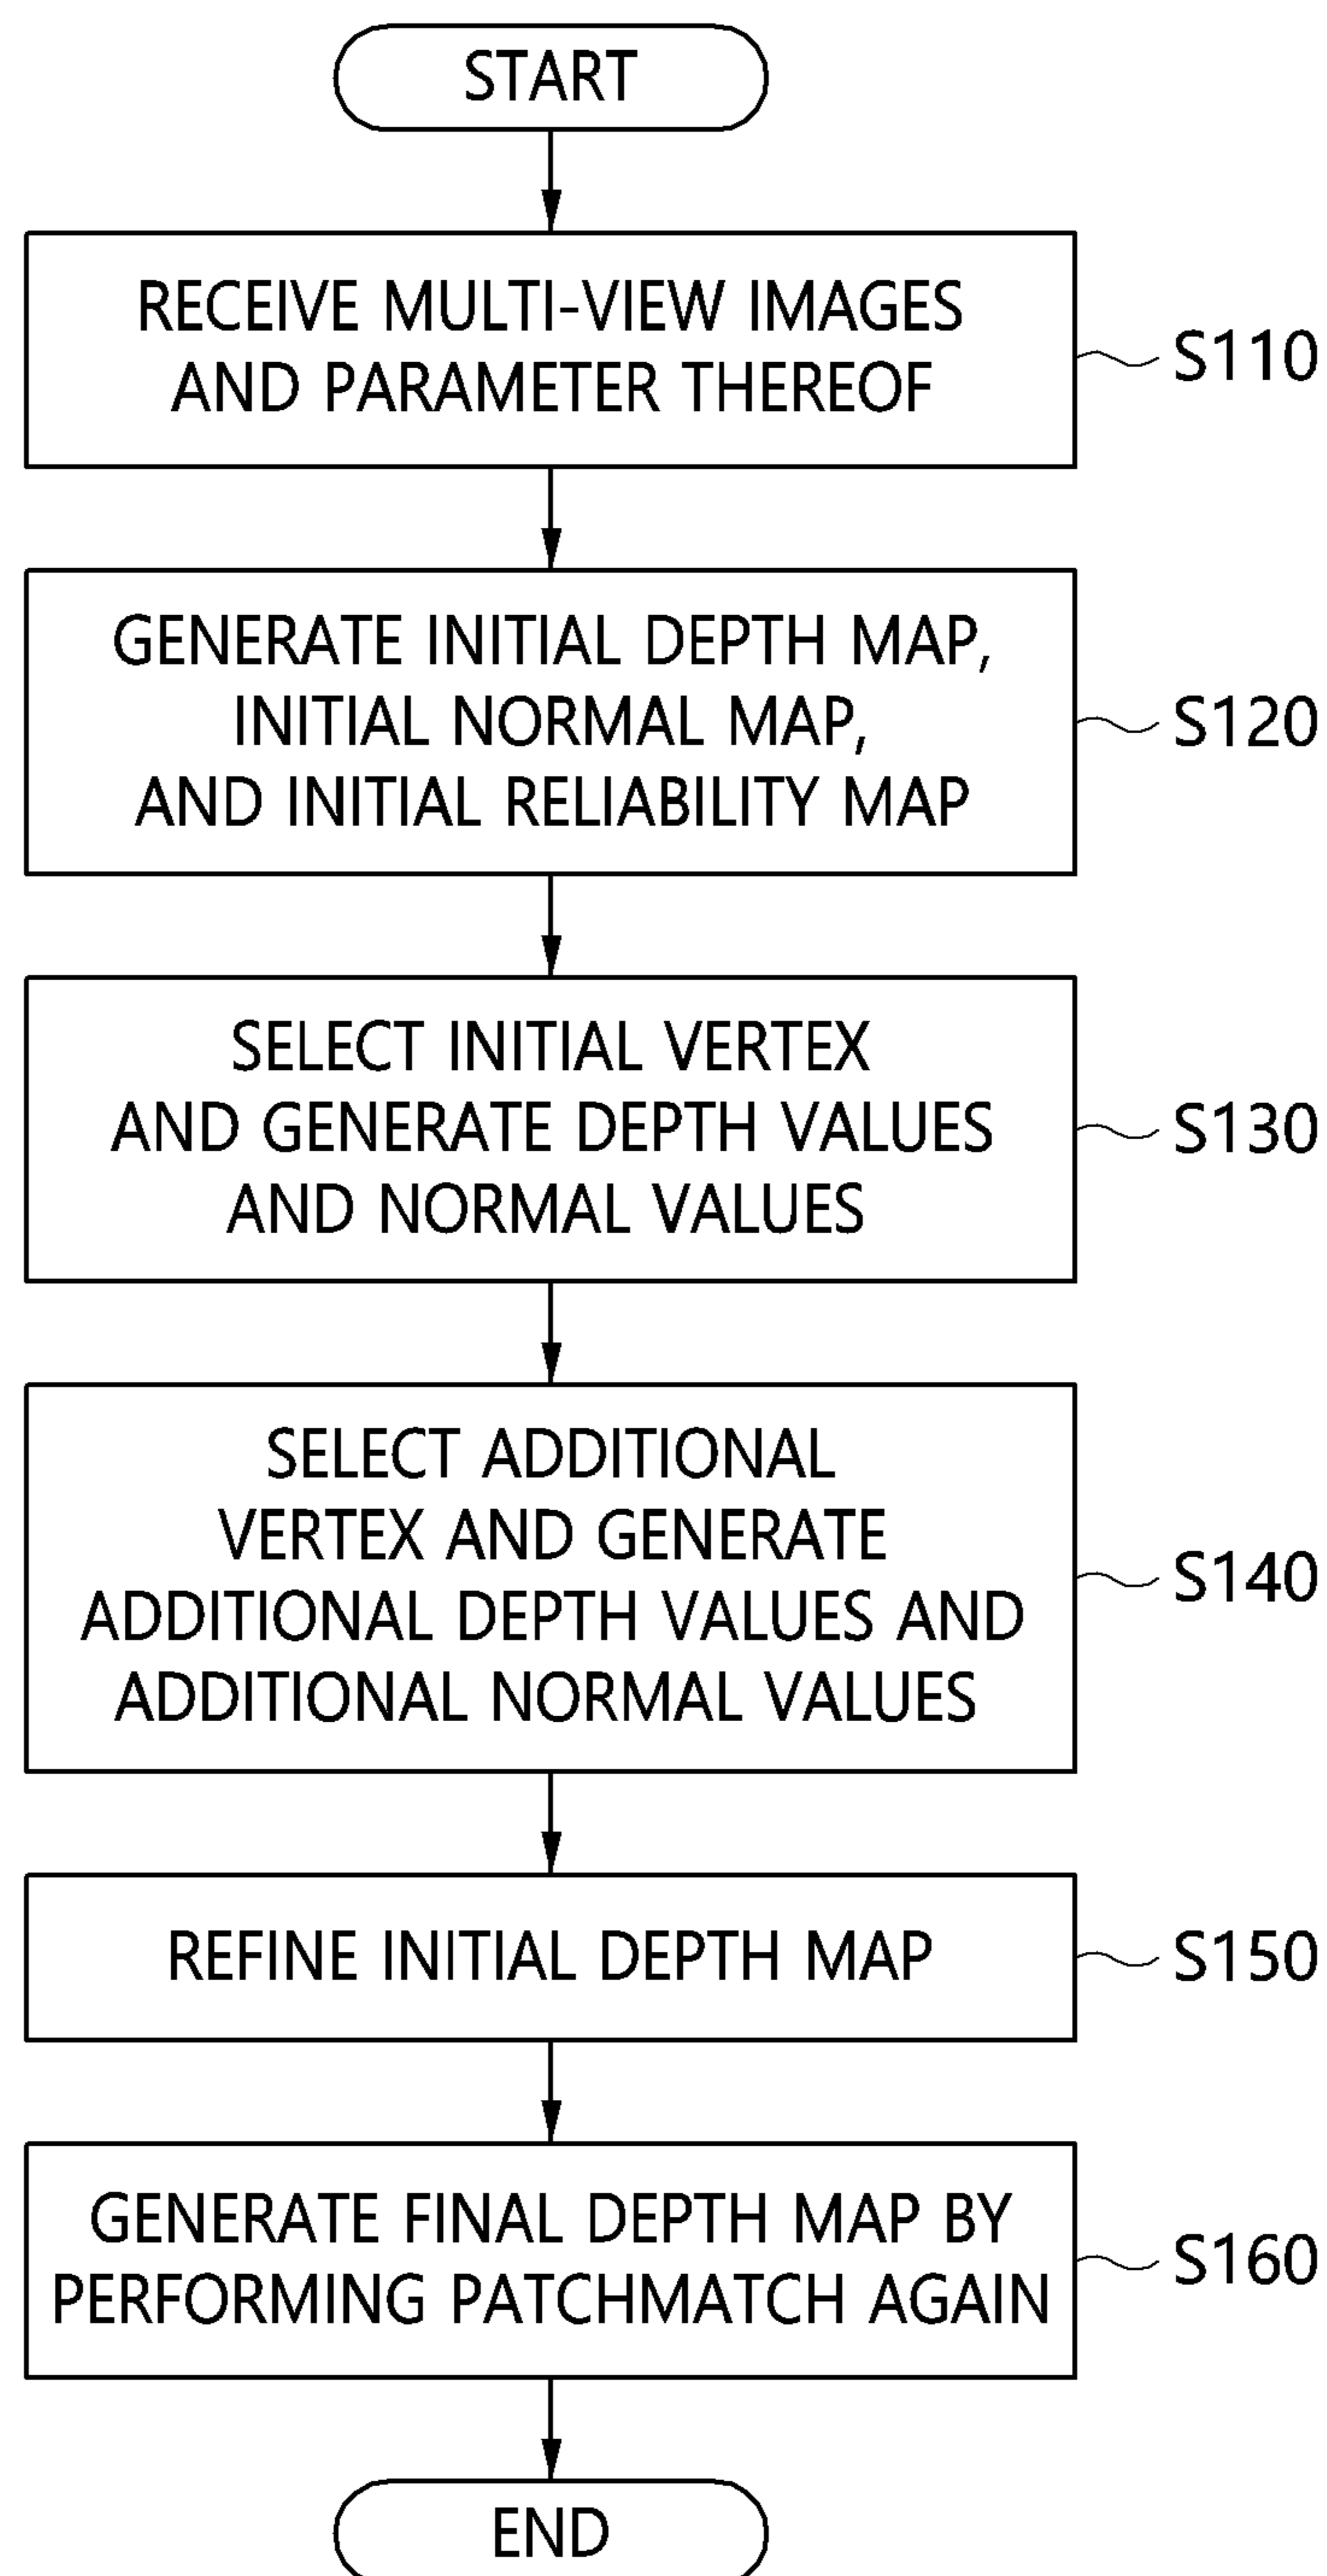 START
RECEIVE MULTI-VIEW IMAGES
AND PARAMETER THEREOF
S110
GENERATE INITIAL DEPTH MAP,
INITIAL NORMAL MAP,
AND INITIAL RELIABILITY MAP
S120
SELECT INITIAL VERTEX
AND GENERATE DEPTH VALUES
AND NORMAL VALUES
S130
SELECT ADDITIONAL
VERTEX AND GENERATE
ADDITIONAL DEPTH VALUES AND
ADDITIONAL NORMAL VALUES
S140
REFINE INITIAL DEPTH MAP
S150
GENERATE FINAL DEPTH MAP BY
PERFORMING PATCHMATCH AGAIN
S160
END